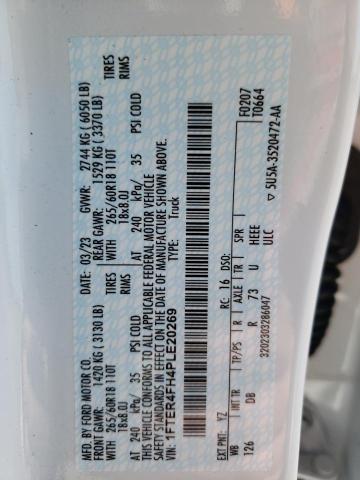 MFD. BY FORD MOTOR CO.
DATE: 03/23 GVWR: 2744 KG ( 6050 LB)
FRONT GAWR: 1420 KG ( 3130 LB) REAR GAWR: 1529 KG ( 3370 LB)
WITH 265/60R18 110T TIRES WITH 265/60R18 110T TIRES
18x8.0J RIMS 18x8.0J RIMS
AT 240 kPa/ 35 PSI COLD AT 240 kPa/ 35 PSI COLD
THIS VEHICLE CONFORMS TO ALL APPLICABLE FEDERAL MOTOR VEHICLE
SAFETY STANDARDS IN EFFECT ON THE DATE OF MANUFACTURE SHOWN ABOVE.
VIN: 1FTER4FH4PLE20269
TYPE: Truck
F0207
T0664
EXT PNT: YZ RC: 16 DSO:
WB INT TR TP/PS R AXLE TR SPR
126 DB R 73 U HEEE
3202303286047 ULC
5U5A-3520472-AA